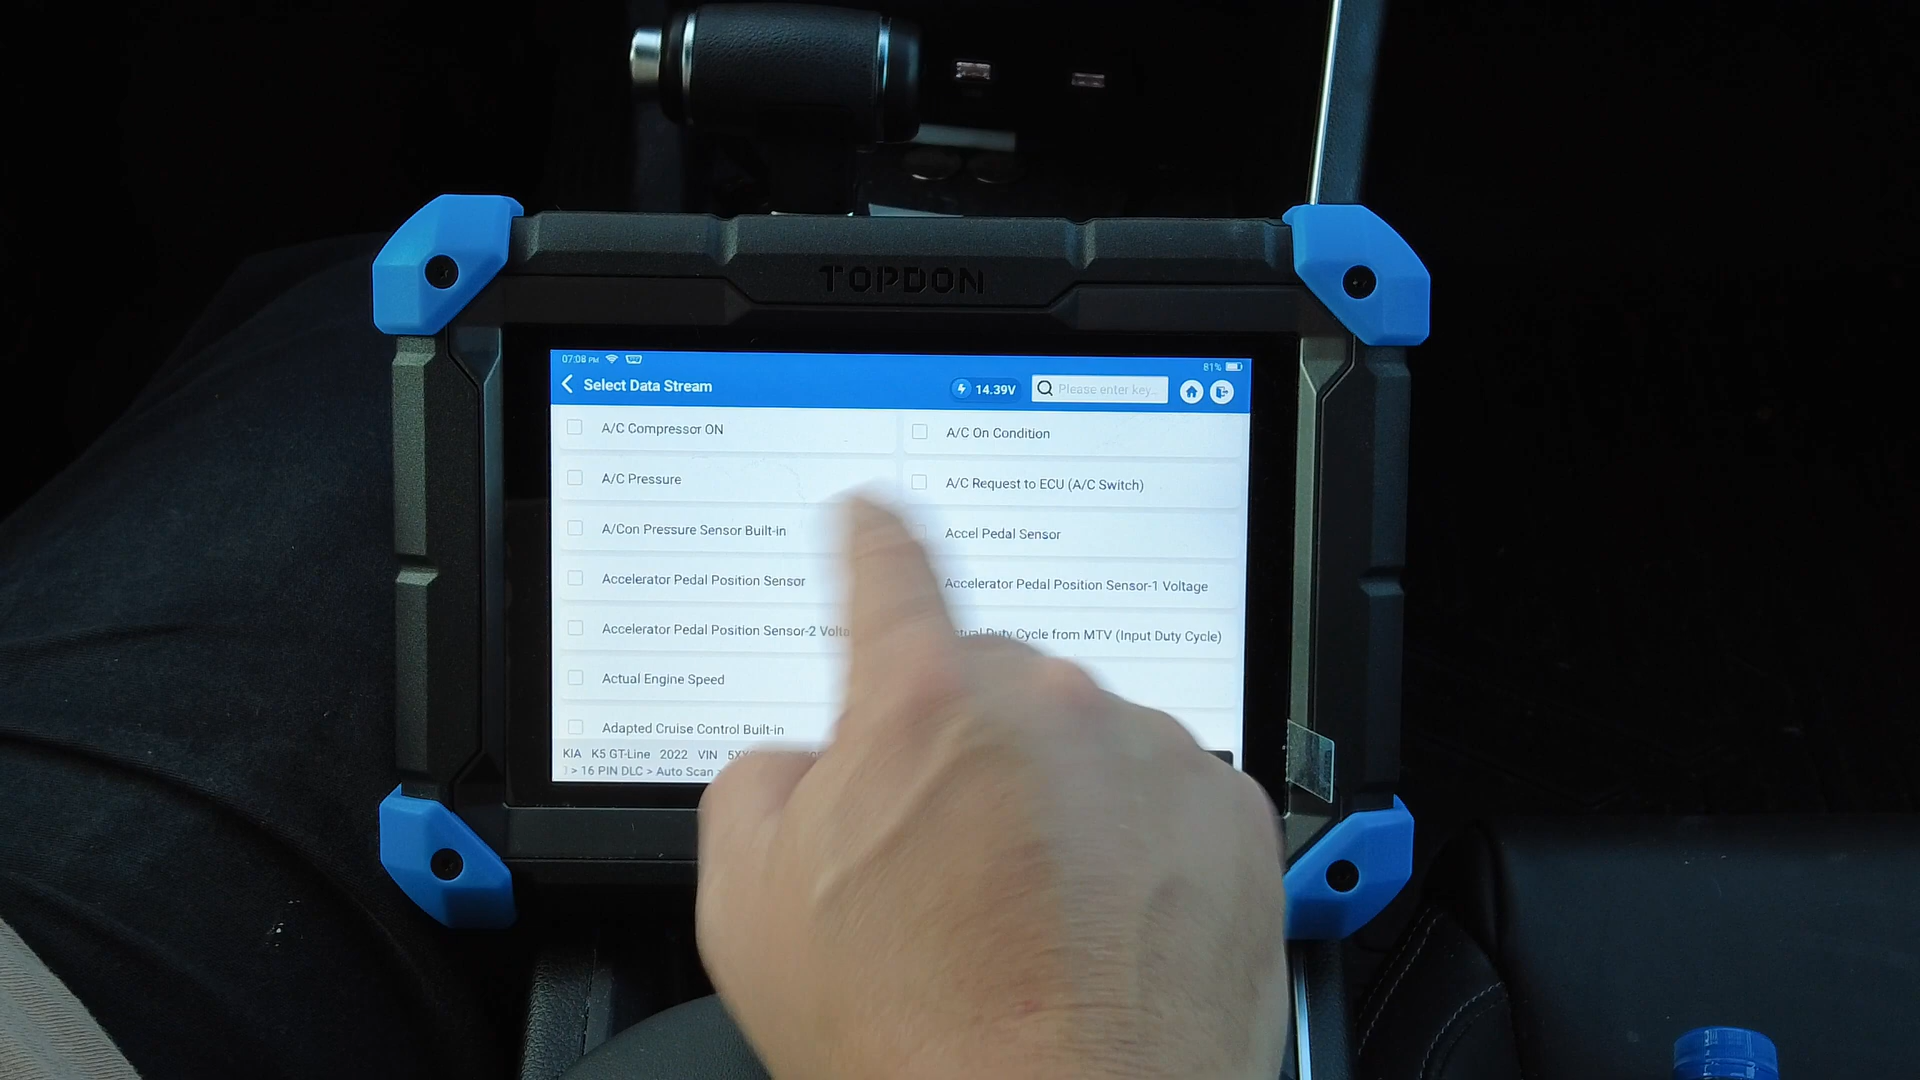 TOPDON
07:08 PM
81%
Select Data Stream
14.39V
Please enter key...
A/C Compressor ON
A/C On Condition
A/C Pressure
A/C Request to ECU (A/C Switch)
A/Con Pressure Sensor Built-in
Accel Pedal Sensor
Accelerator Pedal Position Sensor
Accelerator Pedal Position Sensor-1 Voltage
Accelerator Pedal Position Sensor-2
Duty Cycle from MTV (Input Duty Cycle)
Actual Engine Speed
Adapted Cruise Control Built-in
KIA K5 GT-Line 2022 VIN
> 16 PIN DLC > Auto Scan >